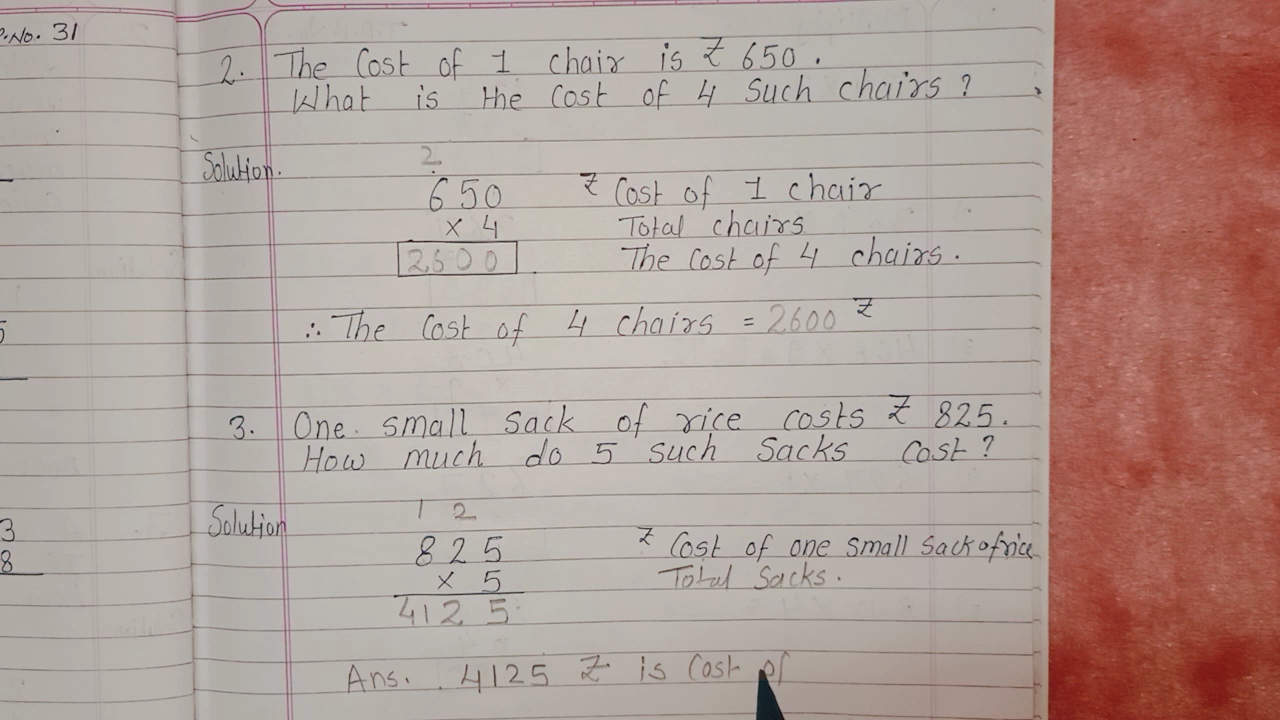 P.No. 31
2. The Cost of 1 chair is ₹ 650.
What is the Cost of 4 Such chairs?
Solution.
2
650 ₹ Cost of 1 chair
x 4 Total chairs
2600 The Cost of 4 chairs.
∴ The Cost of 4 chairs = 2600 ₹
3. One small Sack of rice costs ₹ 825.
How much do 5 such Sacks Cost?
Solution
1 2
825 ₹ Cost of one small Sack of rice
x 5 Total Sacks.
4125
Ans. 4125 ₹ is Cost of
5
3
8